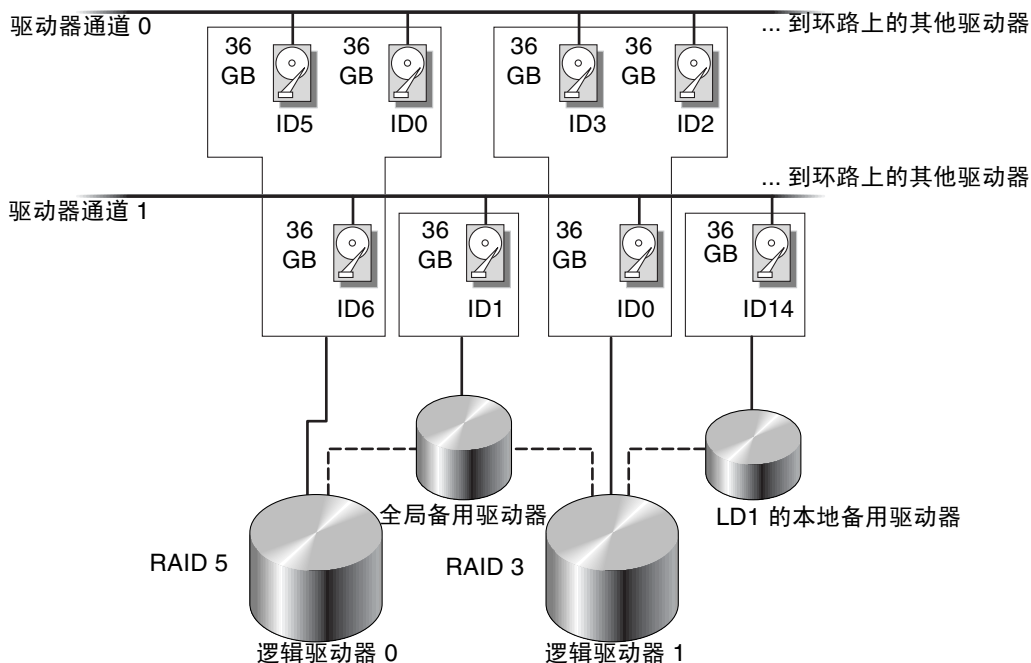 驱动器通道 0
... 到环路上的其他驱动器
36
GB
ID5
36
GB
ID0
36
GB
ID3
36
GB
ID2
... 到环路上的其他驱动器
驱动器通道 1
36
GB
ID6
36
GB
ID1
36
GB
ID0
36
GB
ID14
全局备用驱动器
LD1 的本地备用驱动器
RAID 5
RAID 3
逻辑驱动器 0
逻辑驱动器 1